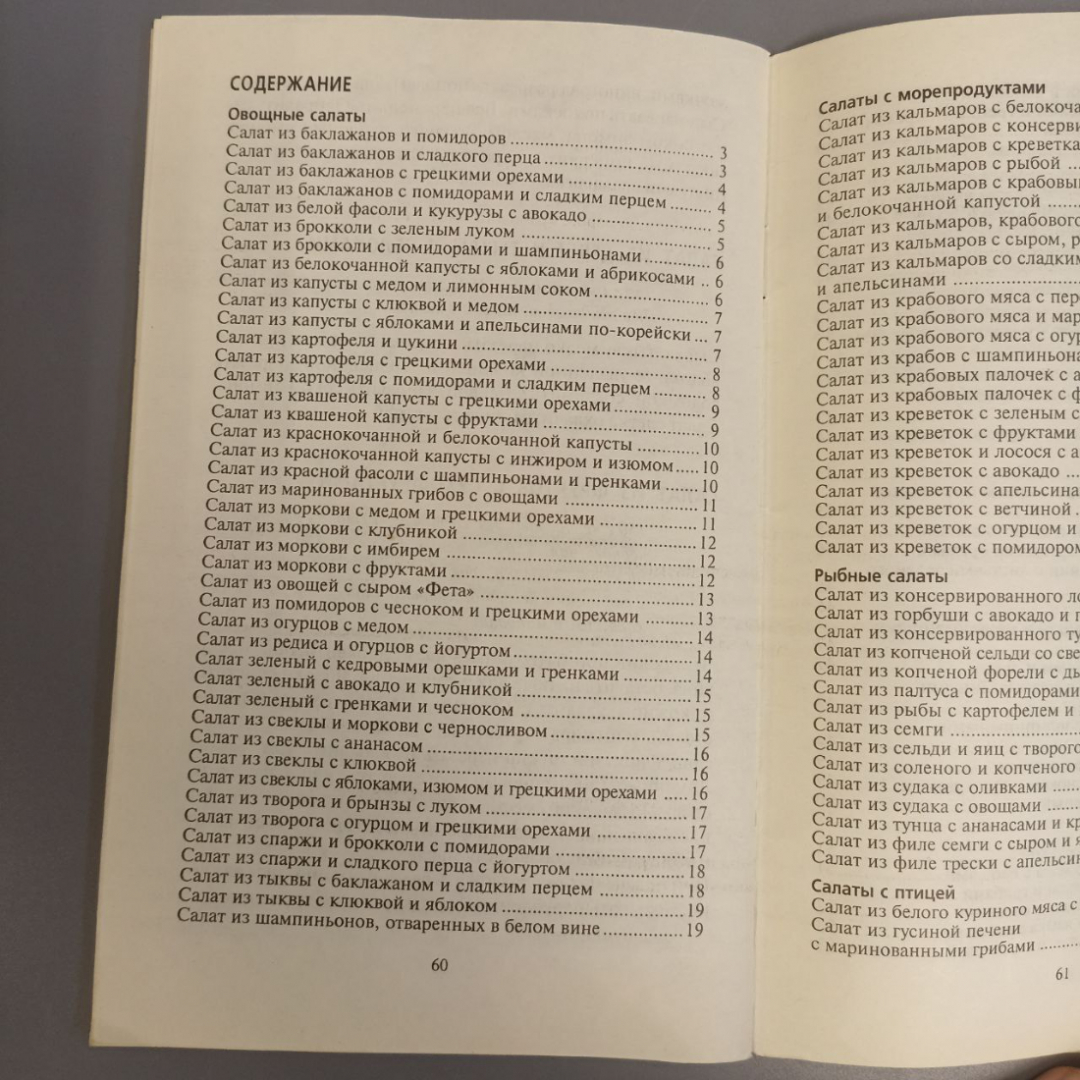 СОДЕРЖАНИЕ
Овощные салаты
Салат из баклажанов и помидоров ........ 3
Салат из баклажанов и сладкого перца ........ 3
Салат из баклажанов с грецкими орехами ........ 4
Салат из баклажанов с помидорами и сладким перцем ........ 4
Салат из белой фасоли и кукурузы с авокадо ........ 5
Салат из брокколи с зеленым луком ........ 5
Салат из брокколи с помидорами и шампиньонами ........ 6
Салат из белокочанной капусты с яблоками и абрикосами .. 6
Салат из капусты с медом и лимонным соком ........ 6
Салат из капусты с клюквой и медом ........ 7
Салат из капусты с яблоками и апельсинами по-корейски ... 7
Салат из картофеля и цукини ........ 7
Салат из картофеля с грецкими орехами ........ 8
Салат из картофеля с помидорами и сладким перцем ........ 8
Салат из квашеной капусты с грецкими орехами ........ 9
Салат из квашеной капусты с фруктами ........ 9
Салат из краснокочанной и белокочанной капусты ........ 10
Салат из краснокочанной капусты с инжиром и изюмом ..... 10
Салат из красной фасоли с шампиньонами и гренками ....... 10
Салат из маринованных грибов с овощами ........ 11
Салат из моркови с медом и грецкими орехами ........ 11
Салат из моркови с клубникой ........ 12
Салат из моркови с имбирем ........ 12
Салат из моркови с фруктами ........ 12
Салат из овощей с сыром «Фета» ........ 13
Салат из помидоров с чесноком и грецкими орехами ........ 13
Салат из огурцов с медом ........ 14
Салат из редиса и огурцов с йогуртом ........ 14
Салат зеленый с кедровыми орешками и гренками ........ 14
Салат зеленый с авокадо и клубникой ........ 15
Салат зеленый с гренками и чесноком ........ 15
Салат из свеклы и моркови с черносливом ........ 15
Салат из свеклы с ананасом ........ 16
Салат из свеклы с клюквой ........ 16
Салат из свеклы с яблоками, изюмом и грецкими орехами ..... 16
Салат из творога и брынзы с луком ........ 17
Салат из творога с огурцом и грецкими орехами ........ 17
Салат из спаржи и брокколи с помидорами ........ 17
Салат из спаржи и сладкого перца с йогуртом ........ 18
Салат из тыквы с баклажаном и сладким перцем ........ 18
Салат из тыквы с клюквой и яблоком ........ 19
Салат из шампиньонов, отваренных в белом вине ........ 19
60
Салаты с морепродуктами
Салат из кальмаров с белокоча
Салат из кальмаров с консерви
Салат из кальмаров с креветка
Салат из кальмаров с рыбой ...
Салат из кальмаров с крабовы
и белокочанной капустой ........
Салат из кальмаров, крабового
Салат из кальмаров с сыром, р
Салат из кальмаров со сладким
и апельсинами ........
Салат из крабового мяса с пер
Салат из крабового мяса и мар
Салат из крабового мяса с огур
Салат из крабов с шампиньона
Салат из крабовых палочек с а
Салат из крабовых палочек с ф
Салат из креветок с зеленым с
Салат из креветок с фруктами
Салат из креветок и лосося с а
Салат из креветок с авокадо ...
Салат из креветок с апельсина
Салат из креветок с ветчиной .
Салат из креветок с огурцом и
Салат из креветок с помидором
Рыбные салаты
Салат из консервированного ло
Салат из горбуши с авокадо и г
Салат из консервированного ту
Салат из копченой сельди со све
Салат из копченой форели с ды
Салат из палтуса с помидорами
Салат из рыбы с картофелем и
Салат из семги ........
Салат из сельди и яиц с творого
Салат из соленого и копченого
Салат из судака с оливками ....
Салат из судака с овощами ....
Салат из тунца с ананасами и кр
Салат из филе семги с сыром и я
Салат из филе трески с апельсин
Салаты с птицей
Салат из белого куриного мяса с
Салат из гусиной печени
с маринованными грибами ........
61